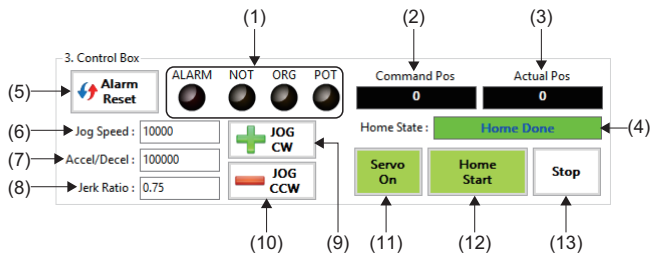 (1)
(2)
(3)
3. Control Box
(5)
Alarm
Reset
ALARM NOT ORG POT
Command Pos
Actual Pos
0
0
(6)
Jog Speed :
10000
JOG
CW
Home State :
Home Done
(4)
(7)
Accel/Decel :
100000
(8)
Jerk Ratio :
0.75
JOG
CCW
Servo
On
Home
Start
Stop
(10)
(9)
(11)
(12)
(13)